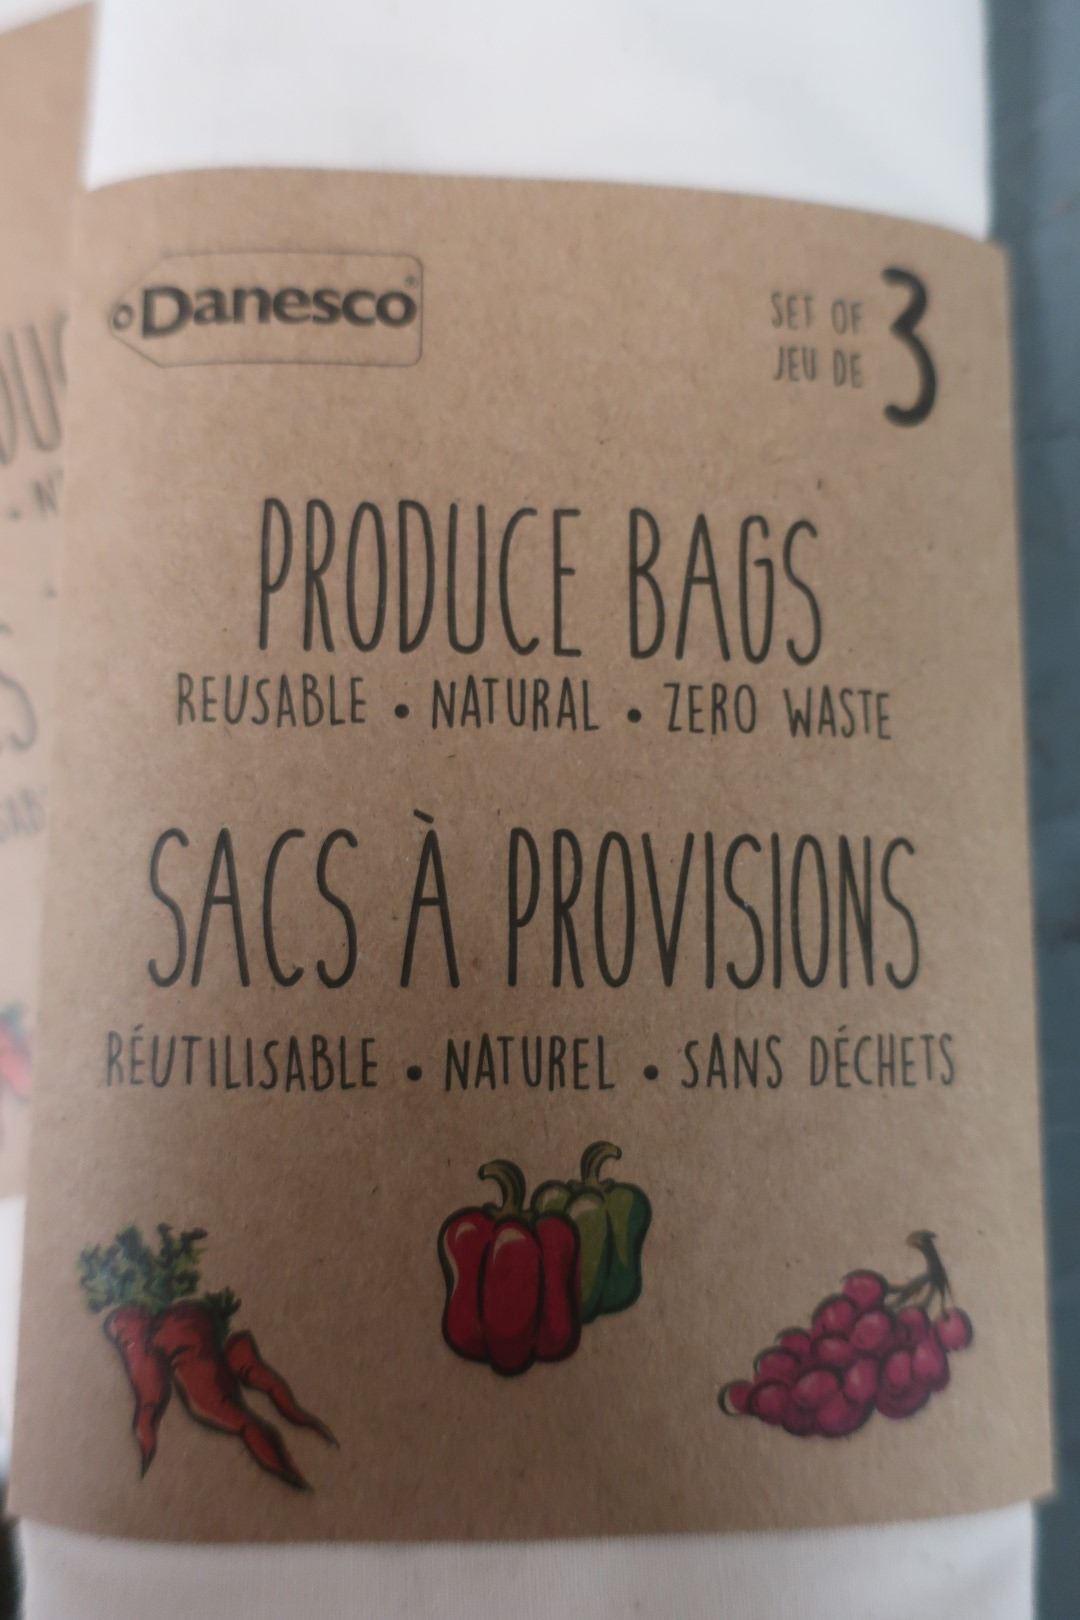 Danesco®
SET OF 3
JEU DE
PRODUCE BAGS
REUSABLE • NATURAL • ZERO WASTE
SACS À PROVISIONS
RÉUTILISABLE • NATUREL • SANS DÉCHETS